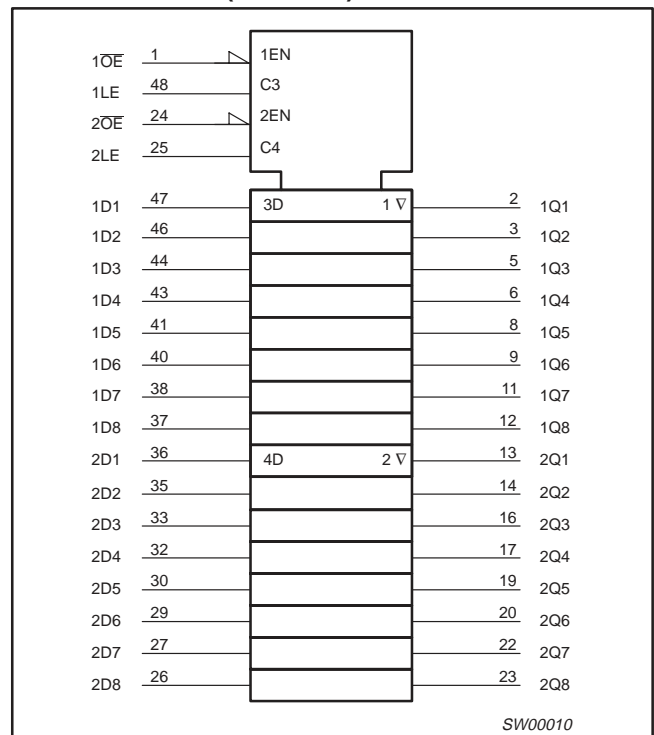 1O̅E̅ 1 1EN
1LE 48 C3
2O̅E̅ 24 2EN
2LE 25 C4
1D1 47 3D 1 ∇ 2 1Q1
1D2 46 3 1Q2
1D3 44 5 1Q3
1D4 43 6 1Q4
1D5 41 8 1Q5
1D6 40 9 1Q6
1D7 38 11 1Q7
1D8 37 12 1Q8
2D1 36 4D 2 ∇ 13 2Q1
2D2 35 14 2Q2
2D3 33 16 2Q3
2D4 32 17 2Q4
2D5 30 19 2Q5
2D6 29 20 2Q6
2D7 27 22 2Q7
2D8 26 23 2Q8
SW00010